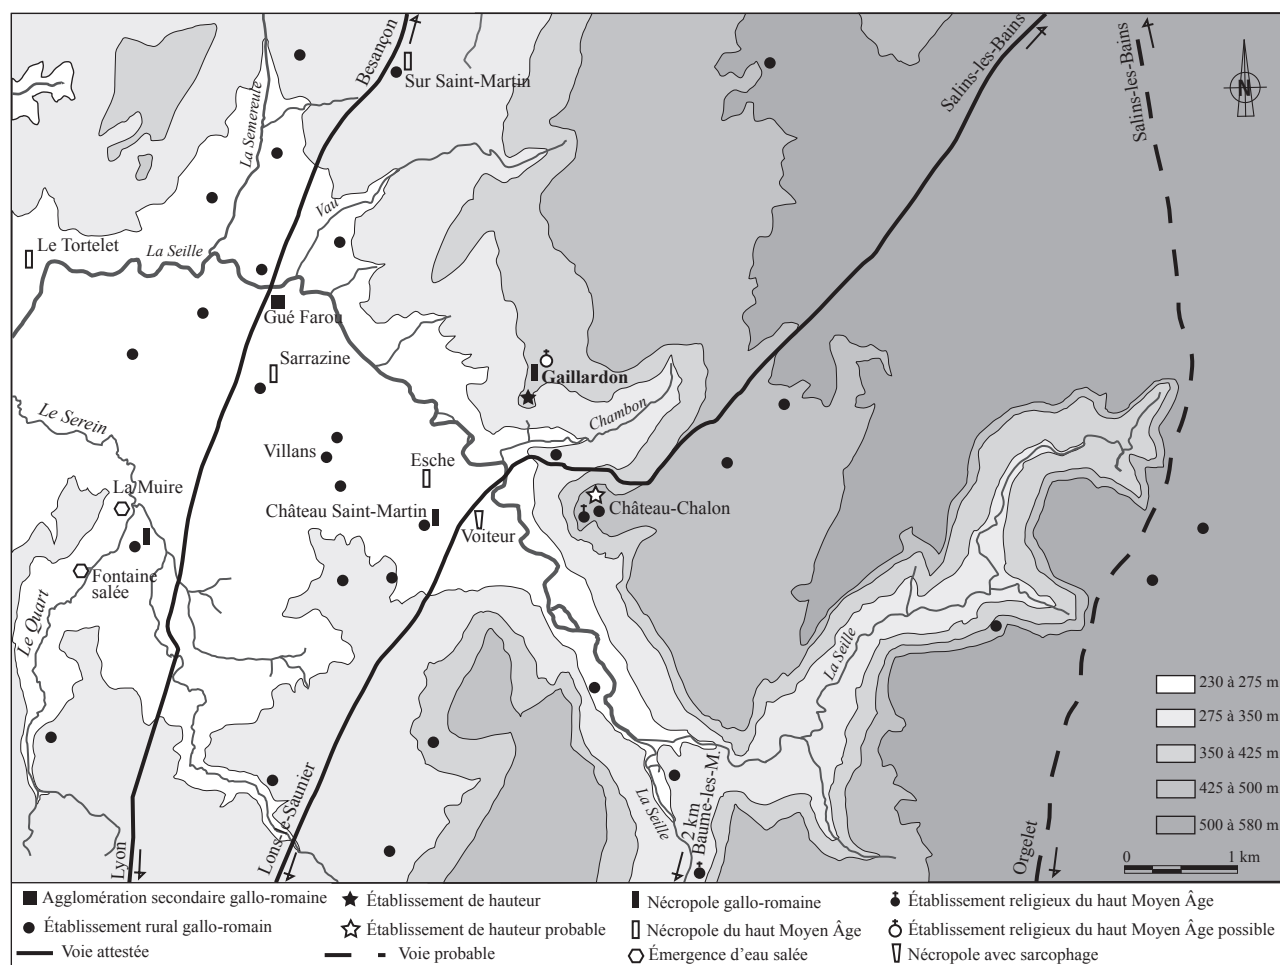 Besançon
Salins-les-Bains
Salins-les-Bains
N
Sur Saint-Martin
La Semereule
Vau
Le Tortelet
La Seille
Gué Farou
Sarrazine
Gaillardon
Chambon
Le Serein
Villans
Esche
La Muire
Château Saint-Martin
Voiteur
Château-Chalon
Fontaine
salée
Le Quart
La Seille
230 à 275 m
275 à 350 m
350 à 425 m
425 à 500 m
500 à 580 m
Lyon
Lons-le-Saunier
La Seille
2 km
Baume-les-M.
Orgelet
0 1 km
Agglomération secondaire gallo-romaine
Établissement rural gallo-romain
Voie attestée
Établissement de hauteur
Établissement de hauteur probable
Voie probable
Nécropole gallo-romaine
Nécropole du haut Moyen Âge
Émergence d'eau salée
Établissement religieux du haut Moyen Âge
Établissement religieux du haut Moyen Âge possible
Nécropole avec sarcophage